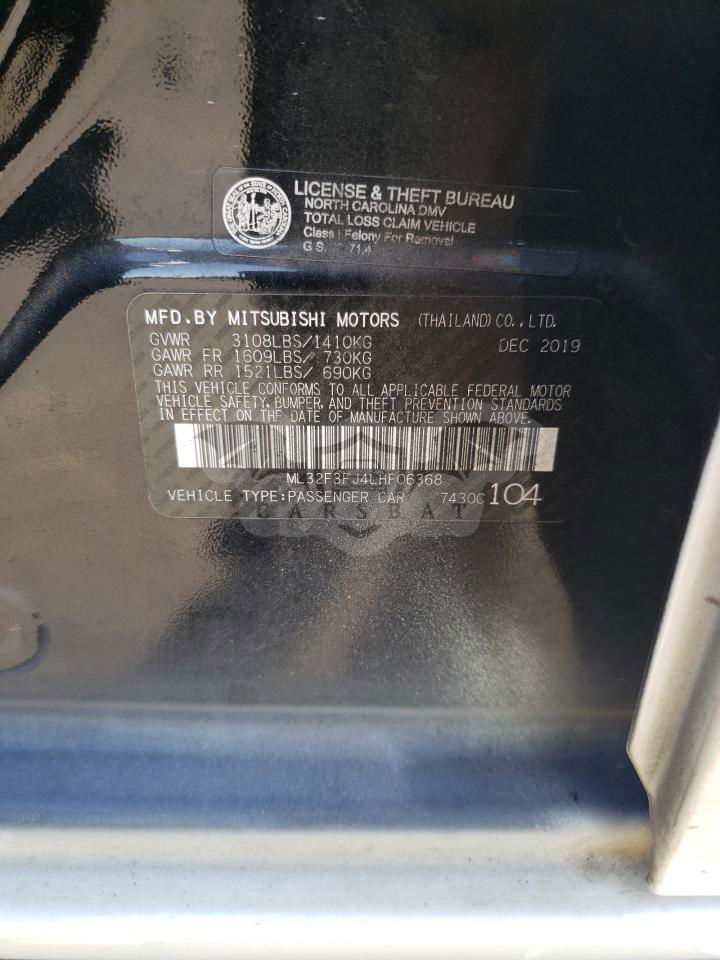 LICENSE & THEFT BUREAU
NORTH CAROLINA DMV
TOTAL LOSS CLAIM VEHICLE
Class I Felony For Removal
G S
MFD.BY MITSUBISHI MOTORS (THAILAND)CO.,LTD.
GVWR 3108LBS/1410KG DEC 2019
GAWR FR 1609LBS/ 730KG
GAWR RR 1521LBS/ 690KG
THIS VEHICLE CONFORMS TO ALL APPLICABLE FEDERAL MOTOR
VEHICLE SAFETY, BUMPER, AND THEFT PREVENTION STANDARDS
IN EFFECT ON THE DATE OF MANUFACTURE SHOWN ABOVE.
ML32F3FJ4LHF06368
VEHICLE TYPE:PASSENGER CAR 7430C104
CARSBAT